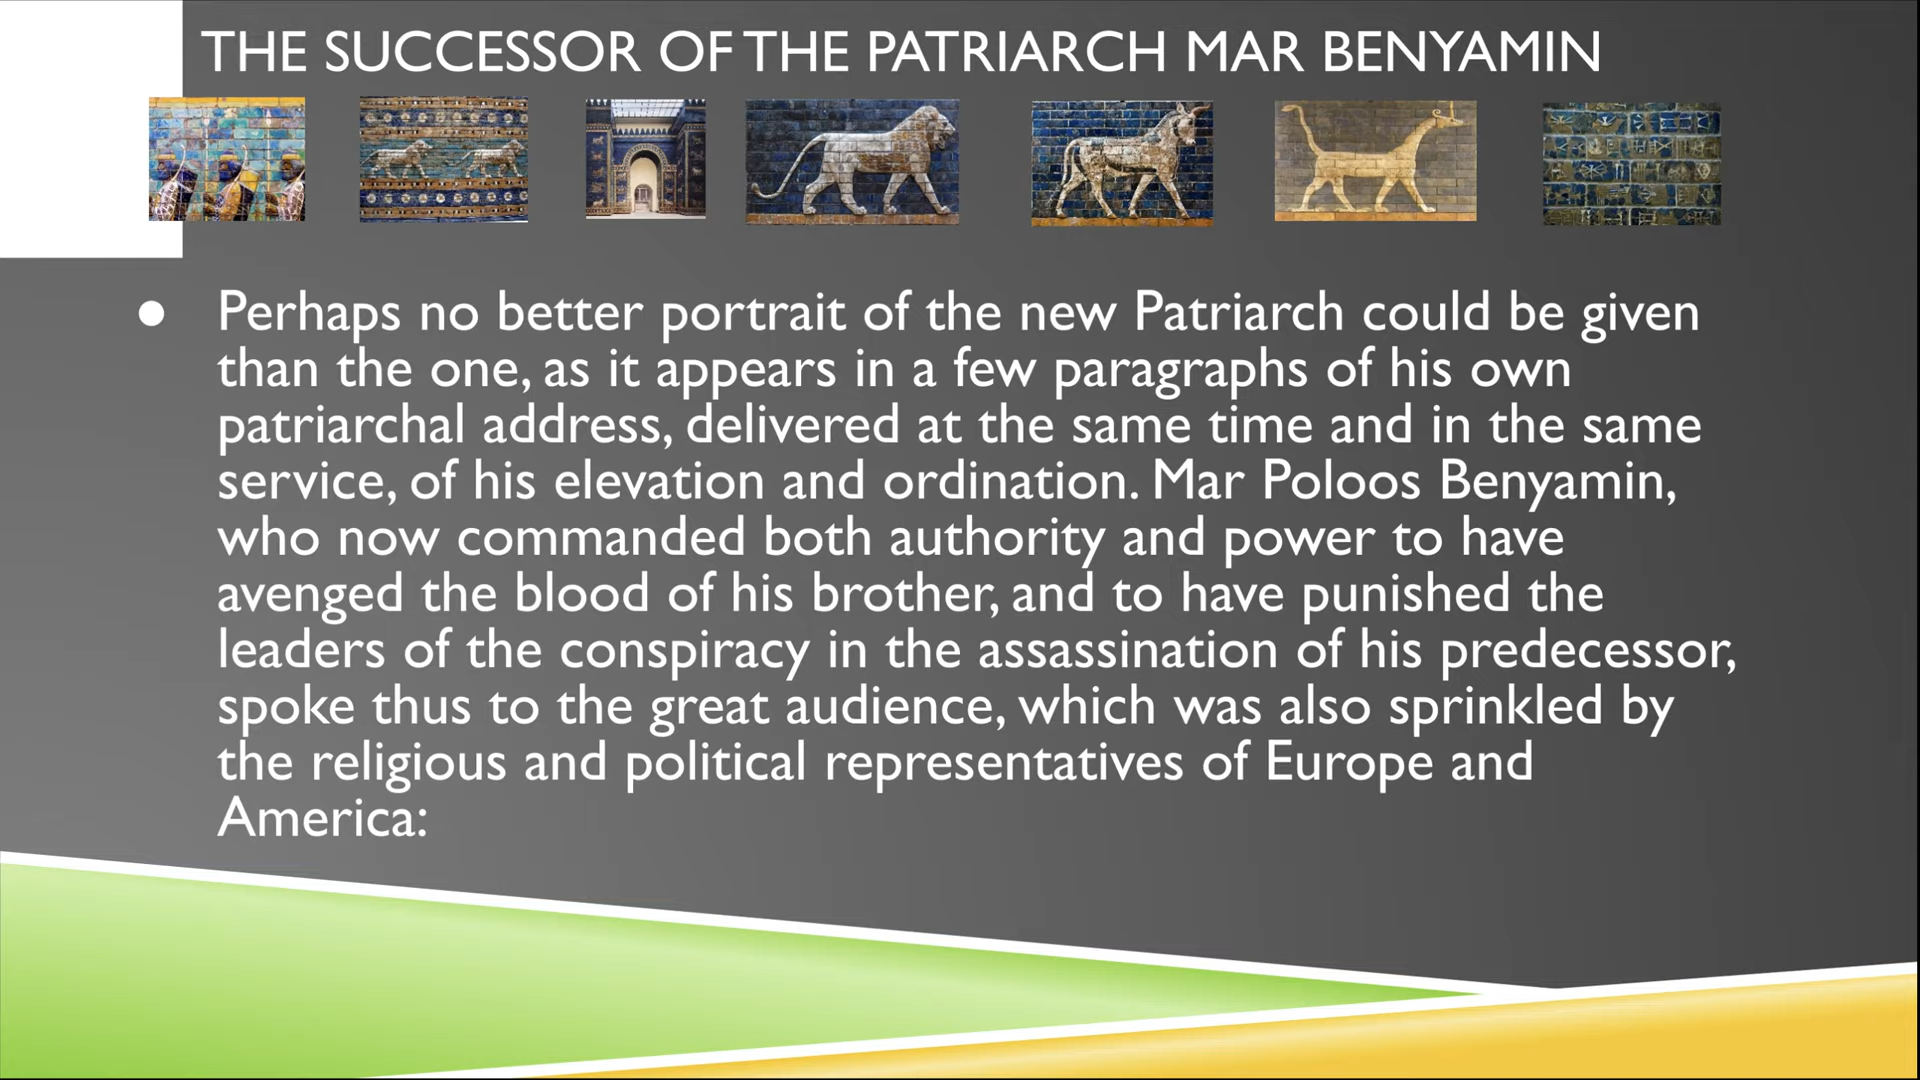 THE SUCCESSOR OF THE PATRIARCH MAR BENYAMIN
● Perhaps no better portrait of the new Patriarch could be given
than the one, as it appears in a few paragraphs of his own
patriarchal address, delivered at the same time and in the same
service, of his elevation and ordination. Mar Poloos Benyamin,
who now commanded both authority and power to have
avenged the blood of his brother, and to have punished the
leaders of the conspiracy in the assassination of his predecessor,
spoke thus to the great audience, which was also sprinkled by
the religious and political representatives of Europe and
America: